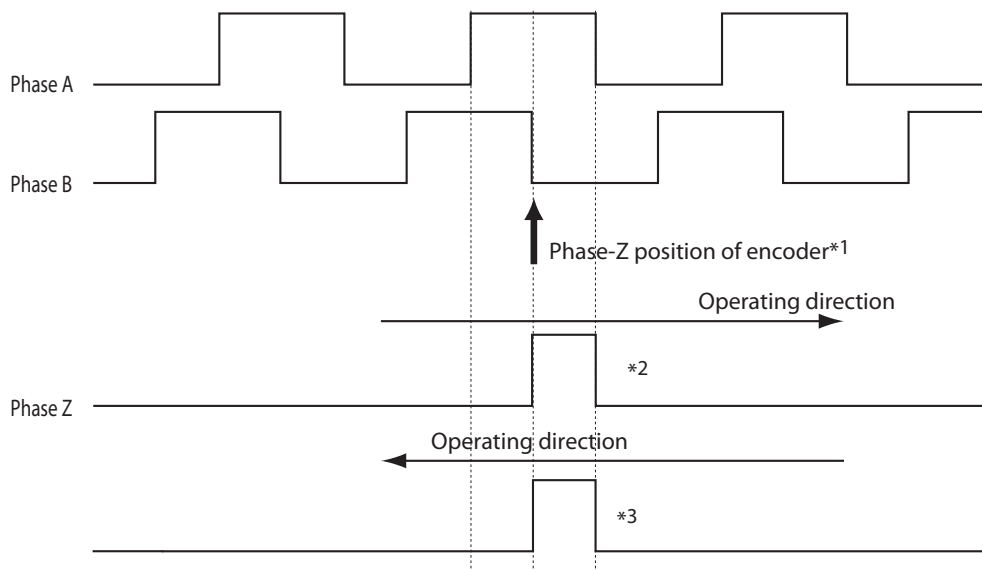 Phase A
Phase B
Phase-Z position of encoder*1
Operating direction
*2
Phase Z
Operating direction
*3